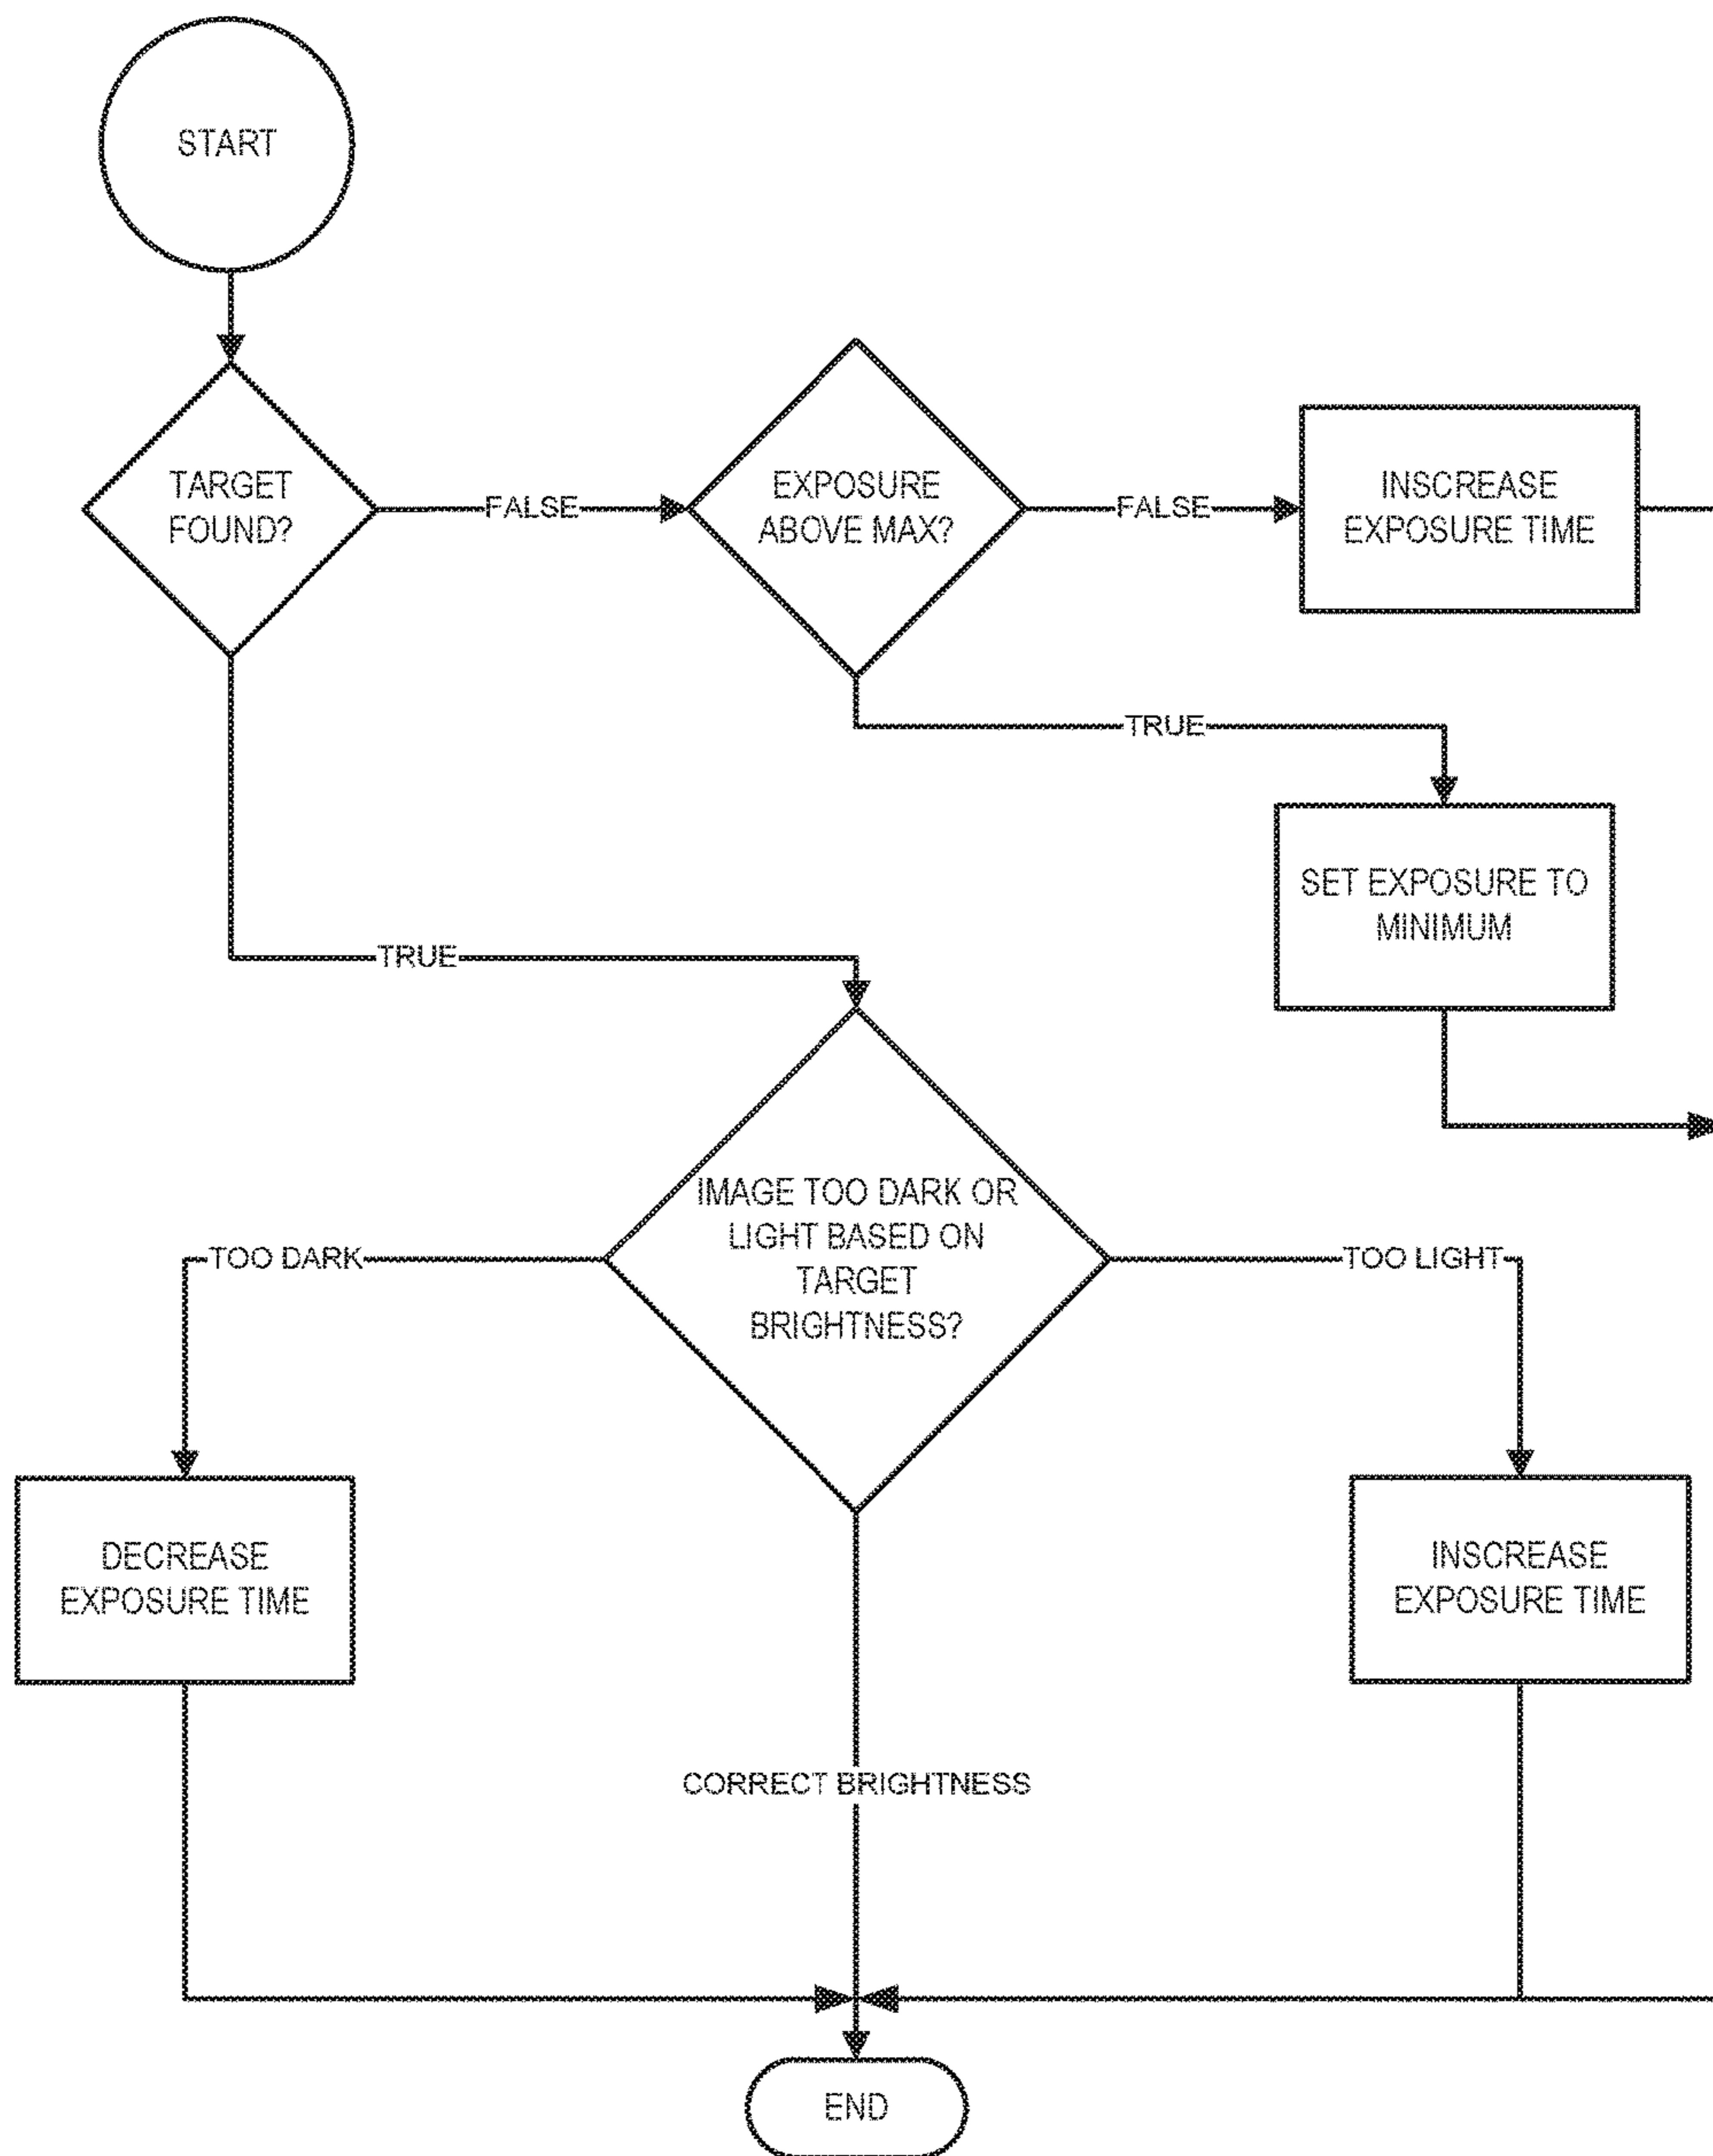 START
TARGET
FOUND?
FALSE
EXPOSURE
ABOVE MAX?
FALSE
INSCREASE
EXPOSURE TIME
TRUE
SET EXPOSURE TO
MINIMUM
TRUE
IMAGE TOO DARK OR
LIGHT BASED ON
TARGET
BRIGHTNESS?
TOO DARK
TOO LIGHT
DECREASE
EXPOSURE TIME
INSCREASE
EXPOSURE TIME
CORRECT BRIGHTNESS
END